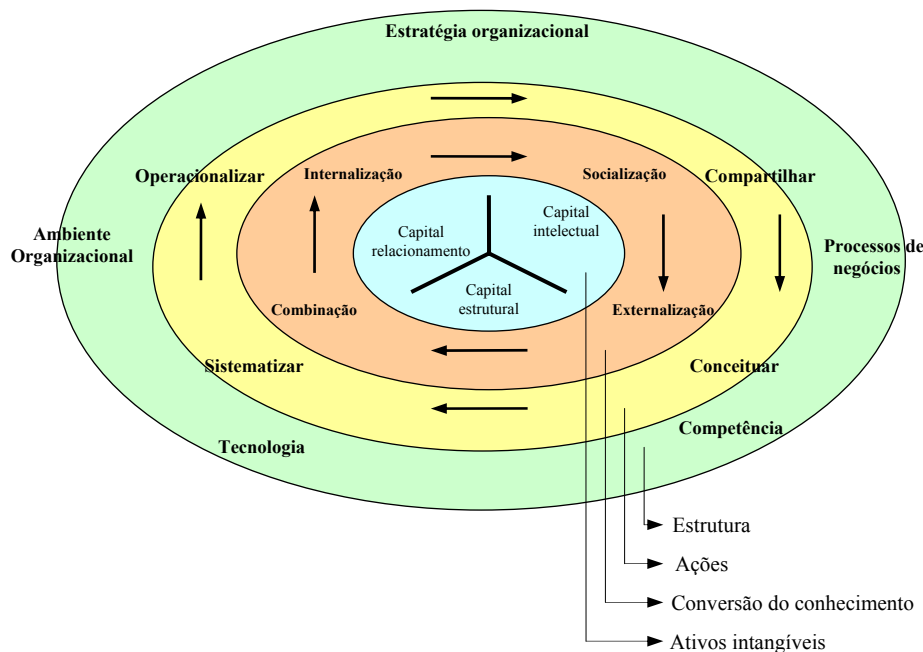 Estratégia organizacional
Operacionalizar
Internalização
Socialização
Compartilhar
Capital
relacionamento
Capital
intelectual
Ambiente
Organizacional
Processos de
negócios
Capital
estrutural
Combinação
Externalização
Sistematizar
Conceituar
Tecnologia
Competência
Estrutura
Ações
Conversão do conhecimento
Ativos intangíveis